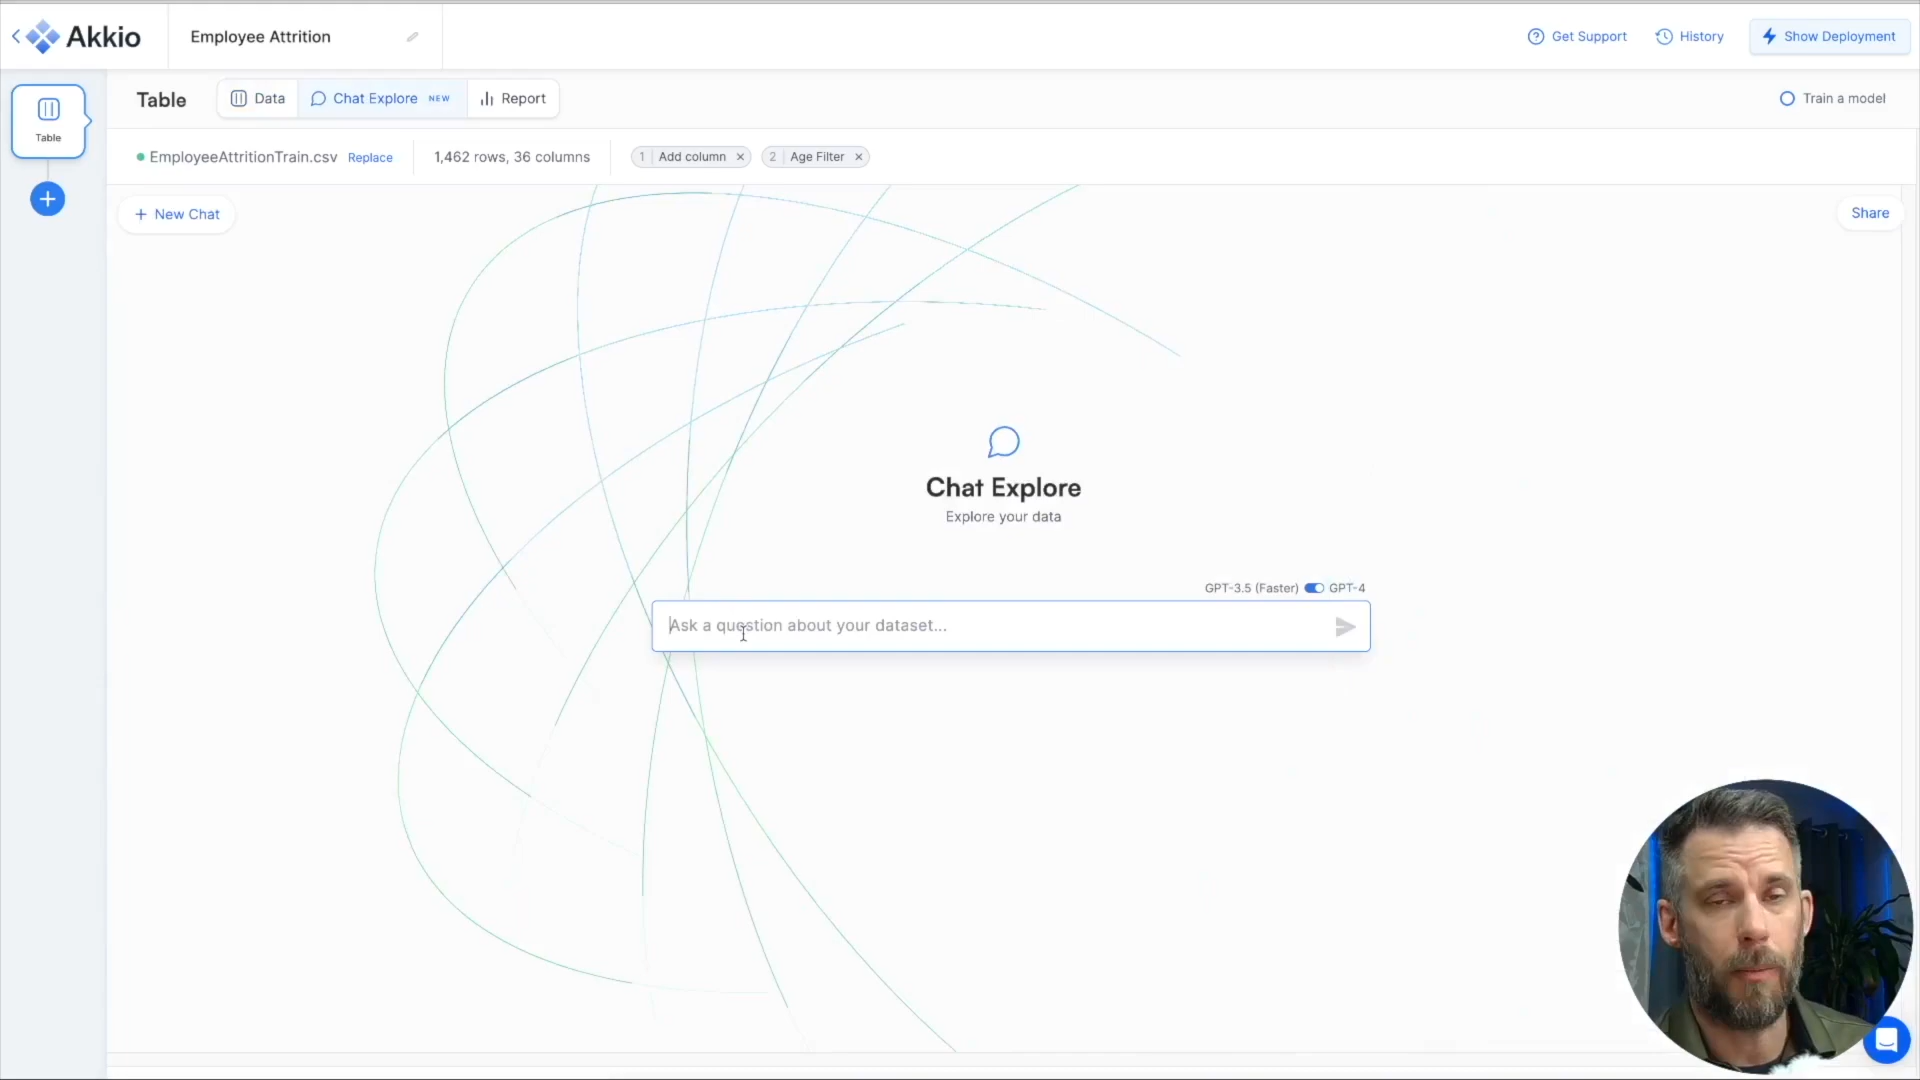 Akkio
Employee Attrition
Get Support
History
Show Deployment
Table
Table
Data
Chat Explore NEW
Report
Train a model
EmployeeAttritionTrain.csv Replace
1,462 rows, 36 columns
1 Add column ×
2 Age Filter ×
+ New Chat
Share
Chat Explore
Explore your data
GPT-3.5 (Faster) GPT-4
Ask a question about your dataset...